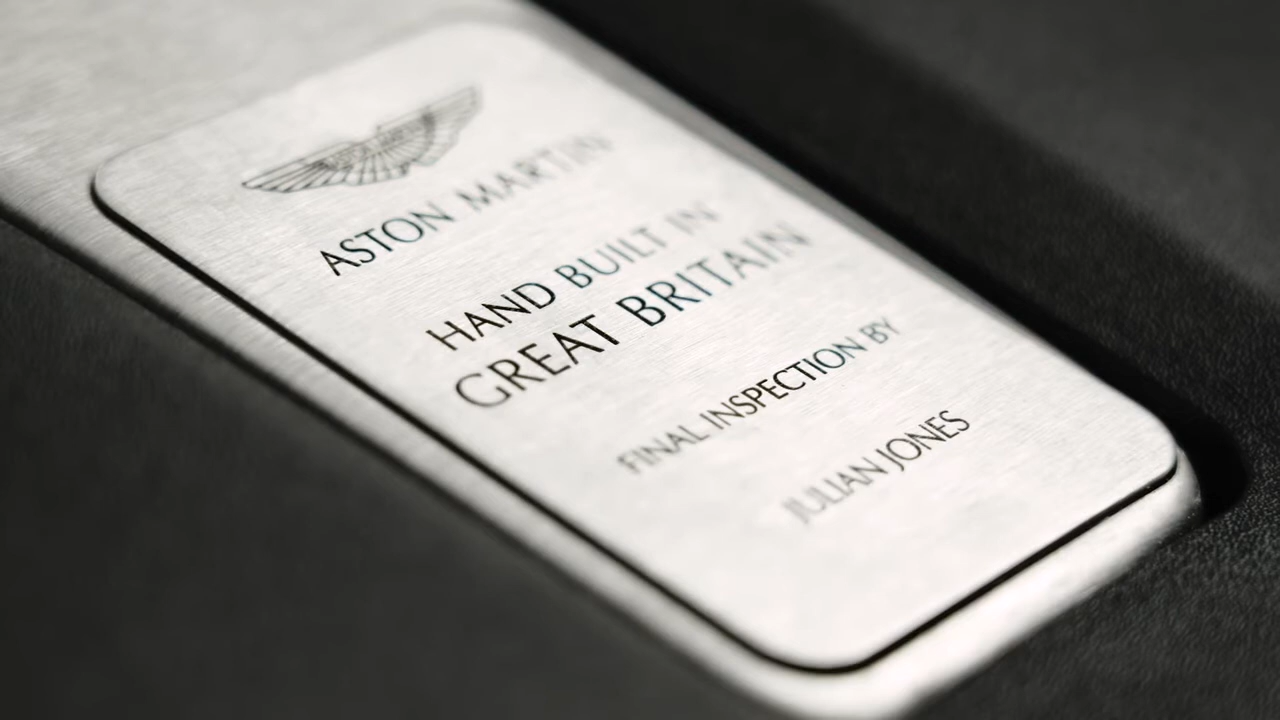 ASTON MARTIN
HAND BUILT IN
GREAT BRITAIN
FINAL INSPECTION BY
JULIAN JONES